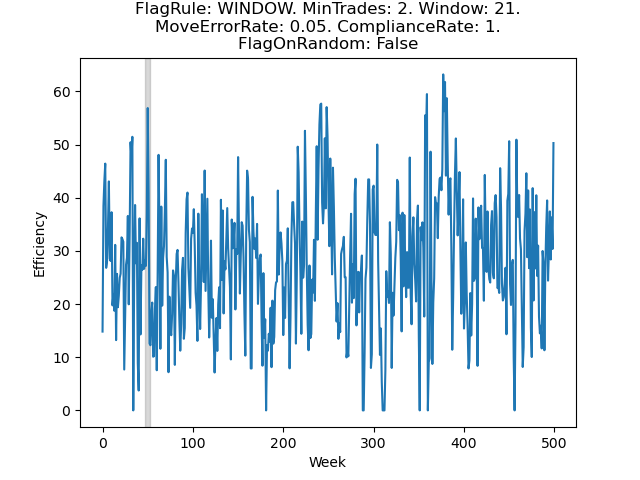 FlagRule: WINDOW. MinTrades: 2. Window: 21.
MoveErrorRate: 0.05. ComplianceRate: 1.
FlagOnRandom: False
60
50
40
30
20
10
0
Efficiency
0 100 200 300 400 500
Week